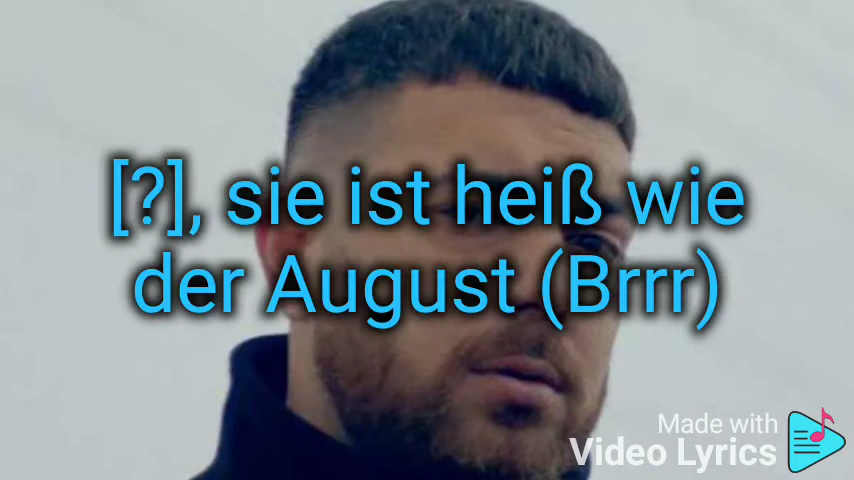 [?], sie ist heiß wie
der August (Brrr)
Made with
Video Lyrics